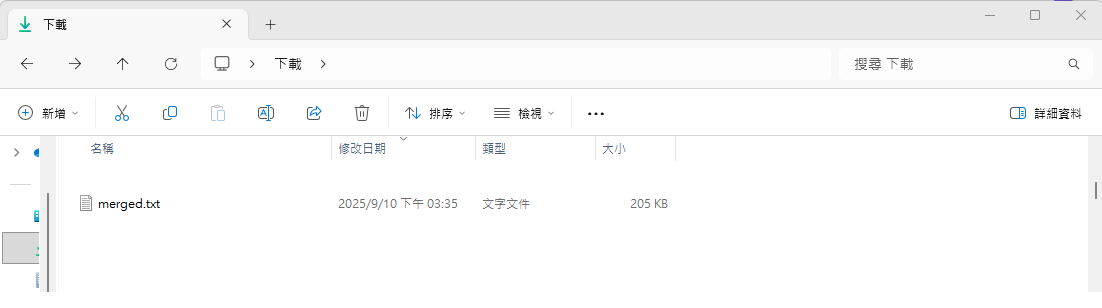 下載
下載
搜尋 下載
新增
排序
檢視
詳細資料
名稱 修改日期 類型 大小
merged.txt 2025/9/10 下午 03:35 文字文件 205 KB